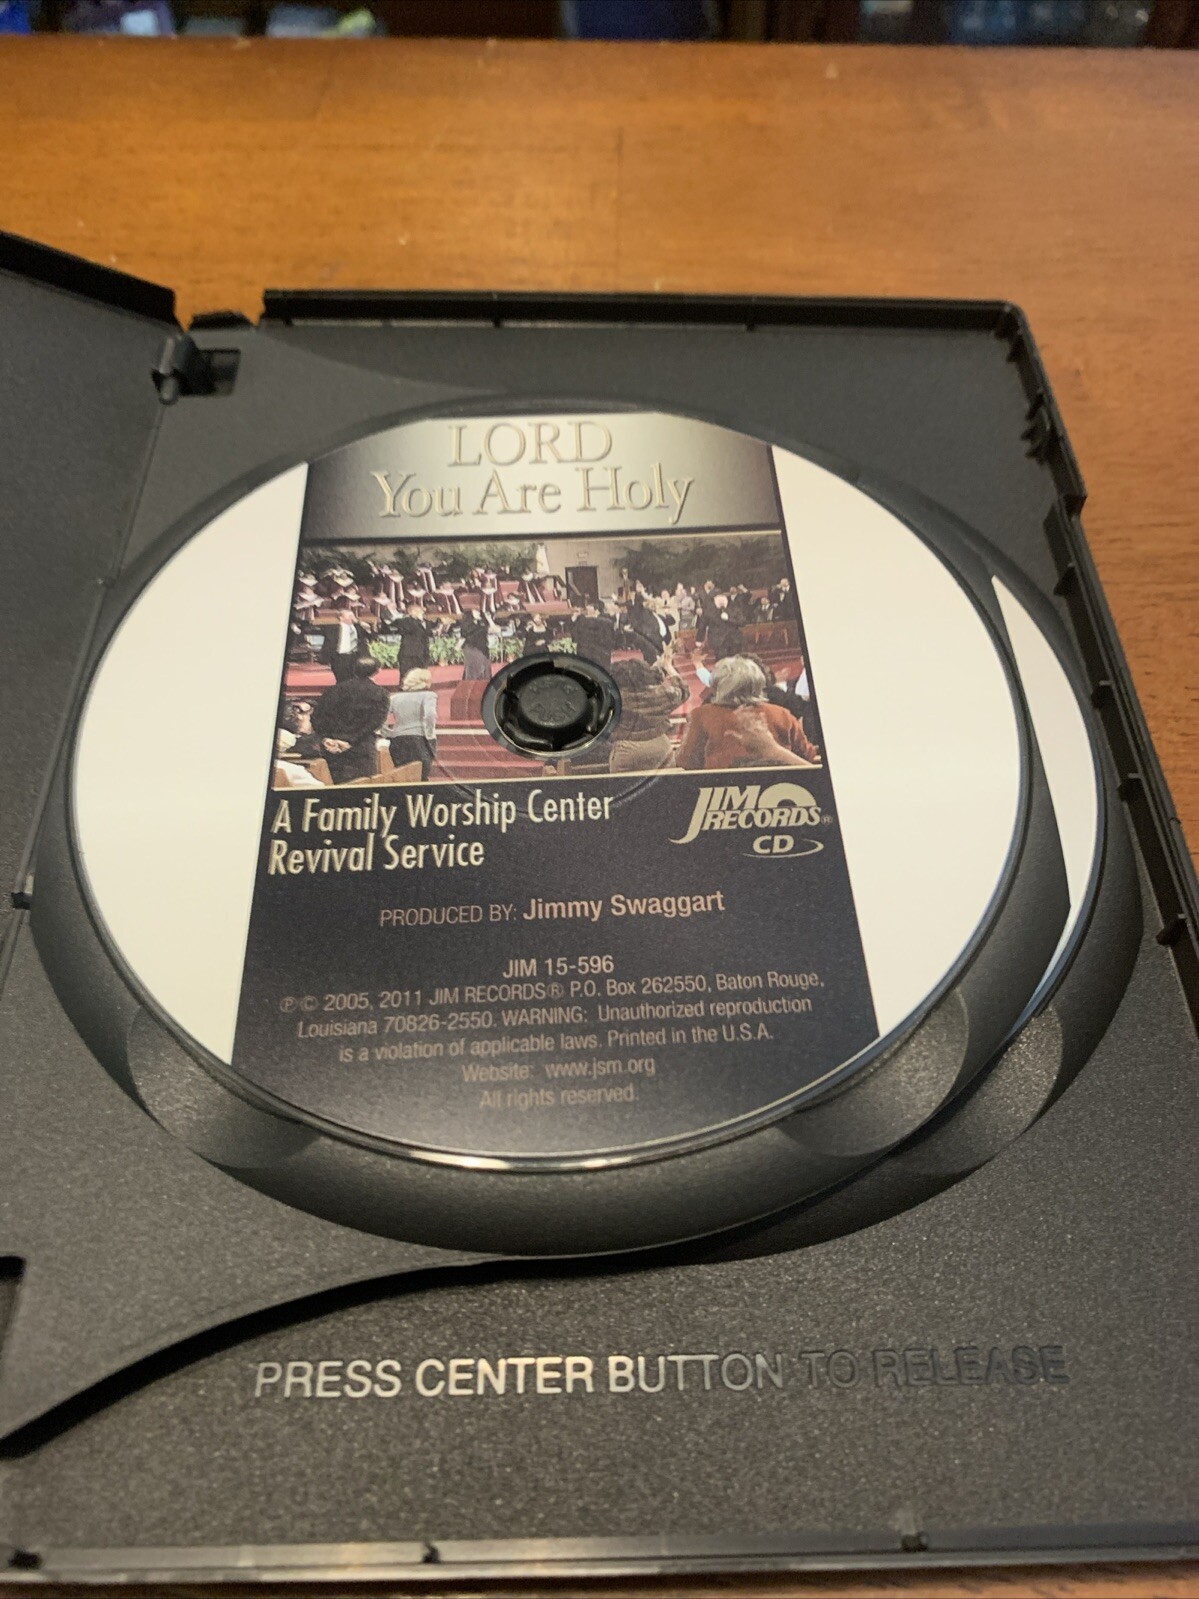 LORD
You Are Holy
A Family Worship Center
Revival Service
JIM
RECORDS®
CD
PRODUCED BY: Jimmy Swaggart
JIM 15-596
℗© 2005, 2011 JIM RECORDS® P.O. Box 262550, Baton Rouge,
Louisiana 70826-2550. WARNING: Unauthorized reproduction
is a violation of applicable laws. Printed in the U.S.A.
Website: www.jsm.org
All rights reserved.
PRESS CENTER BUTTON TO RELEASE